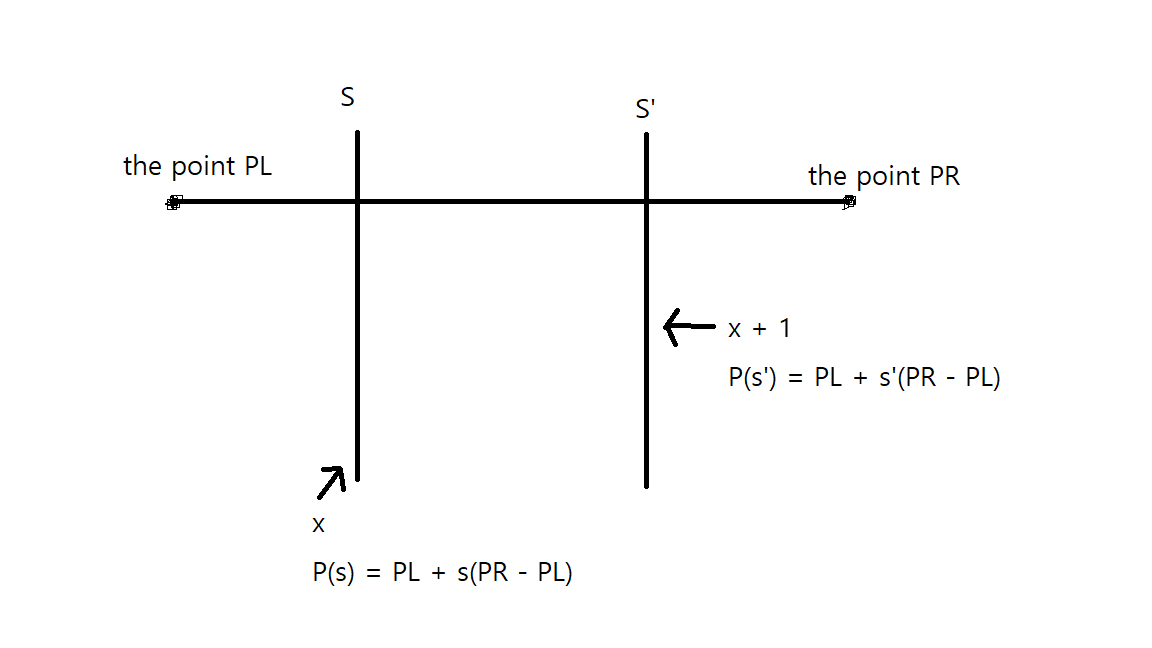 S
S'
the point PL
the point PR
x + 1
P(s') = PL + s'(PR - PL)
x
P(s) = PL + s(PR - PL)